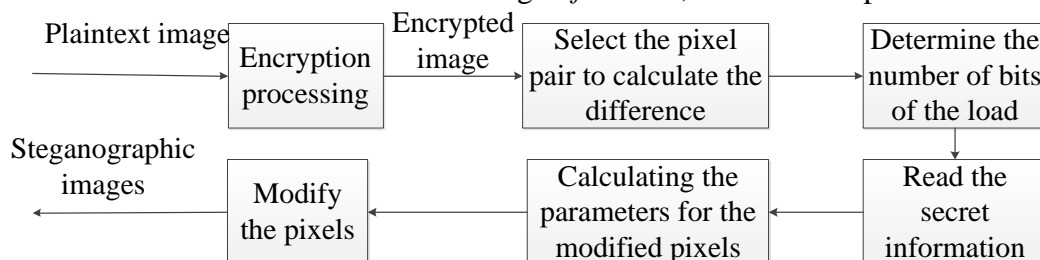 Plaintext image
Encryption
processing
Encrypted
image
Select the pixel
pair to calculate the
difference
Determine the
number of bits
of the load
Read the
secret
information
Calculating the
parameters for the
modified pixels
Modify
the pixels
Steganographic
images